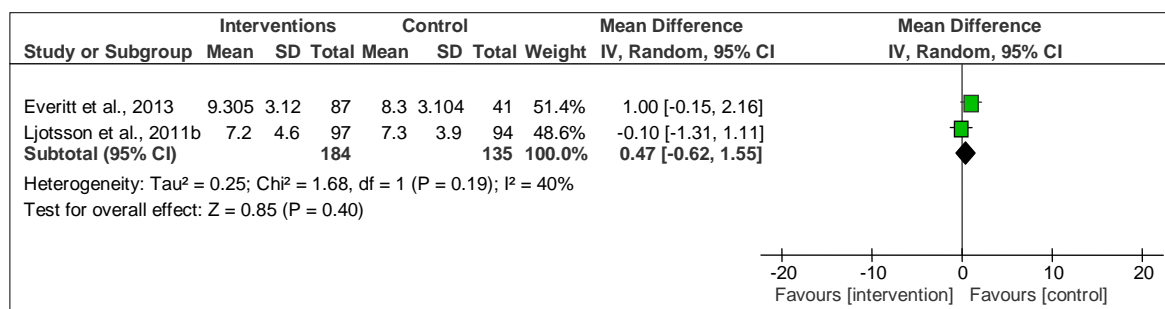 Interventions Control Mean Difference Mean Difference
Study or Subgroup Mean SD Total Mean SD Total Weight IV, Random, 95% CI IV, Random, 95% CI
Everitt et al., 2013 9.305 3.12 87 8.3 3.104 41 51.4% 1.00 [-0.15, 2.16]
Ljotsson et al., 2011b 7.2 4.6 97 7.3 3.9 94 48.6% -0.10 [-1.31, 1.11]
Subtotal (95% CI) 184 135 100.0% 0.47 [-0.62, 1.55]
Heterogeneity: Tau² = 0.25; Chi² = 1.68, df = 1 (P = 0.19); I² = 40%
Test for overall effect: Z = 0.85 (P = 0.40)
-20 -10 0 10 20
Favours [intervention] Favours [control]